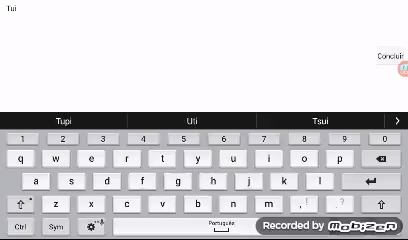 Tui
Concluir
Tupi Uti Tsui >
1 2 3 4 5 6 7 8 9 0
q w e r t y u i o p
a s d f g h j k l
z x c v b n m , ! . ?
Ctrl Sym Português
Recorded by Mobizen